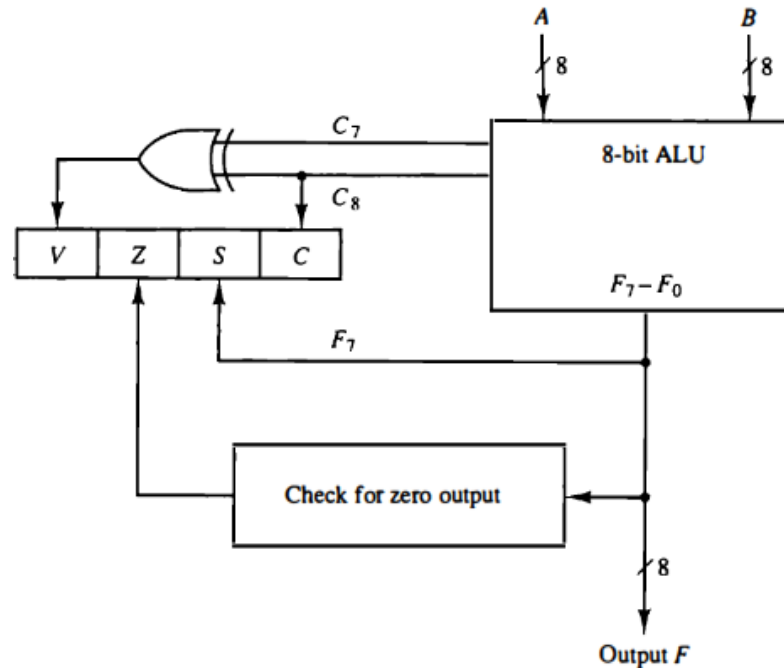 A
B
8
8
C7
8-bit ALU
C8
V Z S C
F7 – F0
F7
Check for zero output
8
Output F